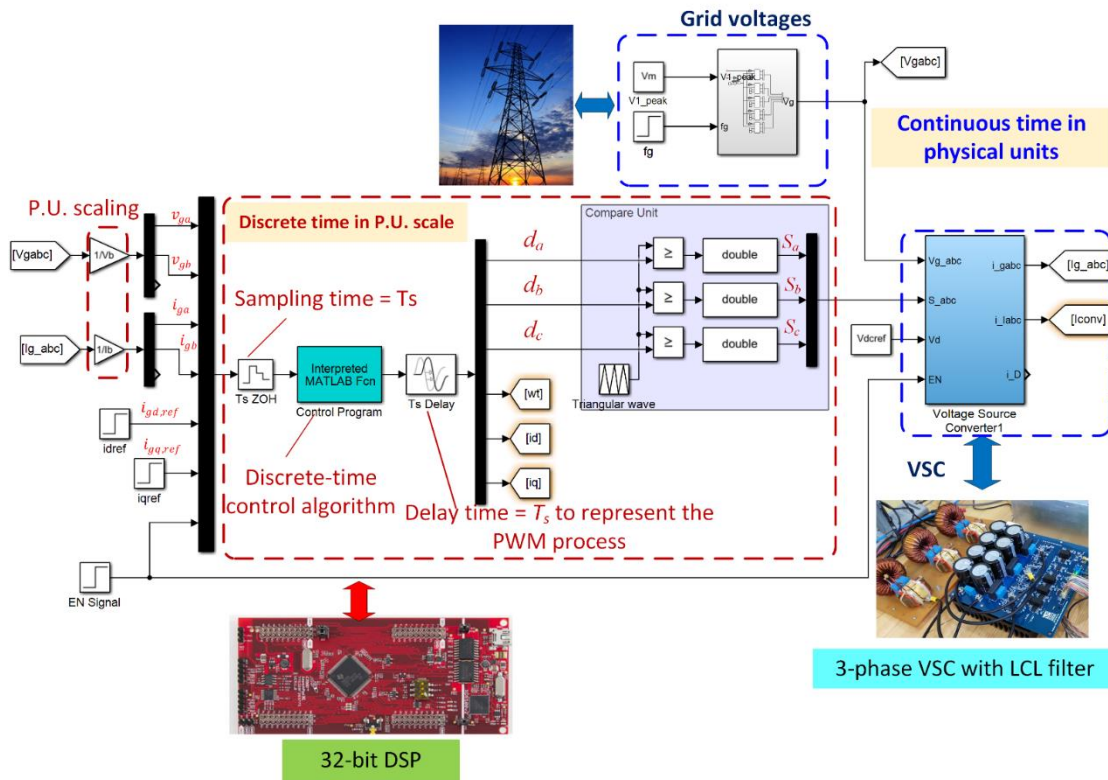 Grid voltages
Vm
V1_peak
V1_peak
fg
fg
Vg
[Vgabc]
Continuous time in
physical units
P.U. scaling
[Vgabc]
1/Vb
v_ga
v_gb
[Ig_abc]
1/Ib
i_ga
i_gb
i_gd,ref
idref
i_gq,ref
iqref
EN Signal
Discrete time in P.U. scale
Sampling time = Ts
Ts ZOH
Interpreted
MATLAB Fcn
Control Program
Ts Delay
Discrete-time
control algorithm
Delay time = T_s to represent the
PWM process
d_a
d_b
d_c
[wt]
[id]
[iq]
Compare Unit
≥
double
S_a
≥
double
S_b
≥
double
S_c
Triangular wave
Vdcref
Vg_abc
S_abc
Vd
EN
i_gabc
i_Iabc
i_D
[Ig_abc]
[Iconv]
Voltage Source
Converter1
VSC
3-phase VSC with LCL filter
32-bit DSP